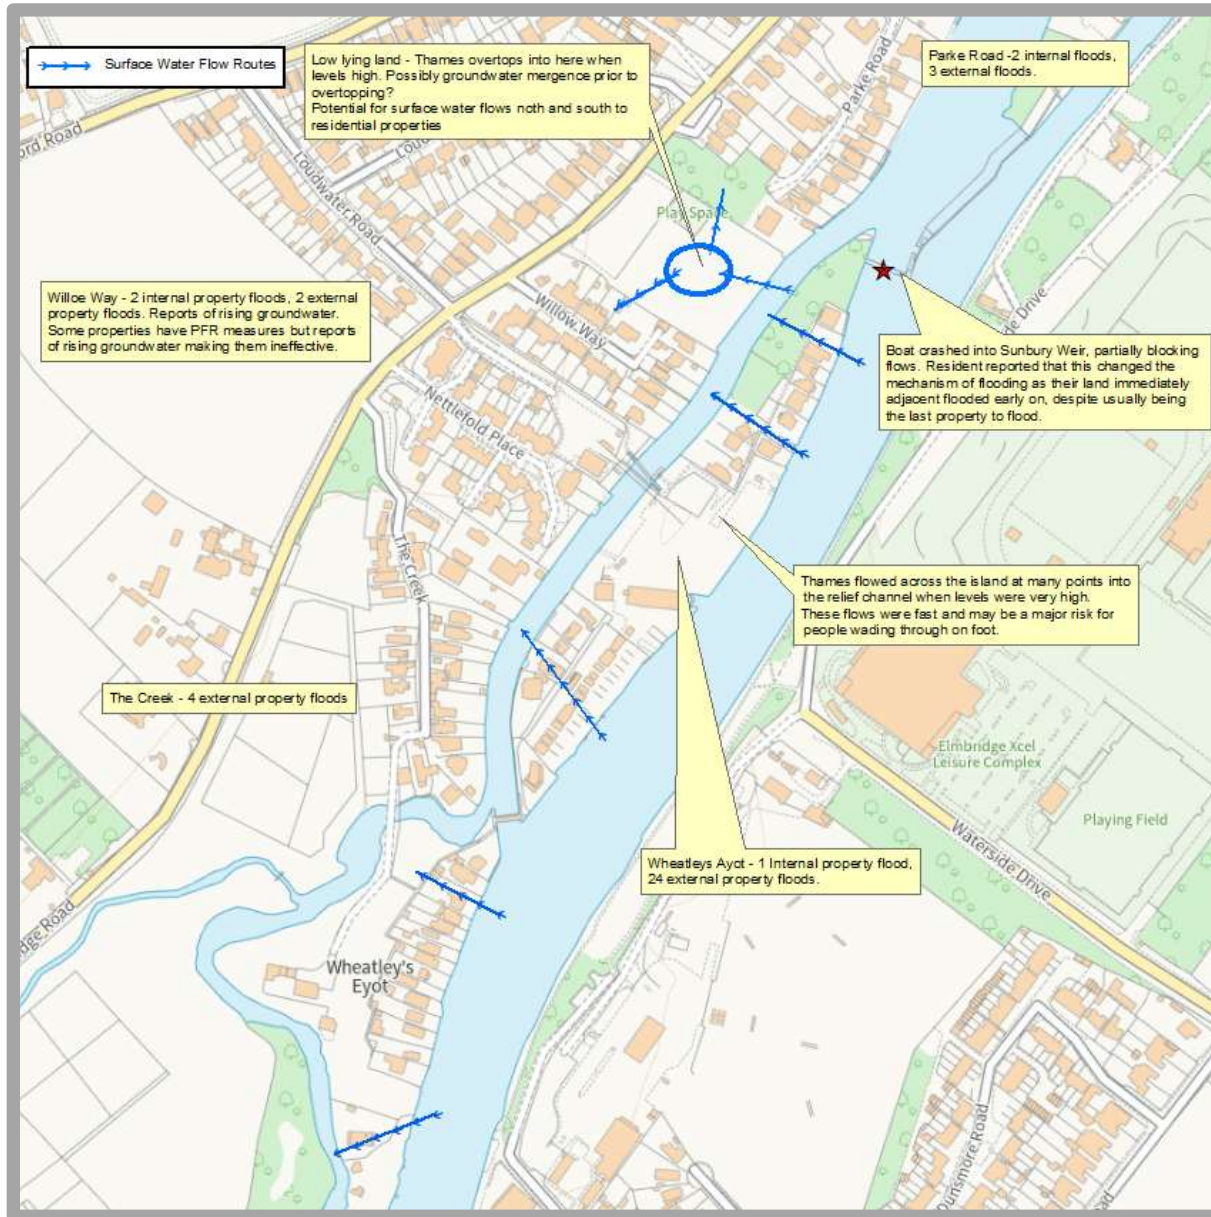 Surface Water Flow Routes
Low lying land - Thames overtops into here when
levels high. Possibly groundwater mergence prior to
overtopping?
Potential for surface water flows noth and south to
residential properties
Parke Road -2 internal floods,
3 external floods.
Parke Road
ord Road
Loudwater Road
Play Space
Willoe Way - 2 internal property floods, 2 external
property floods. Reports of rising groundwater.
Some properties have PFR measures but reports
of rising groundwater making them ineffective.
Willow Way
side Drive
Boat crashed into Sunbury Weir, partially blocking
flows. Resident reported that this changed the
mechanism of flooding as their land immediately
adjacent flooded early on, despite usually being
the last property to flood.
Nettlefold Place
The Creek
Thames flowed across the island at many points into
the relief channel when levels were very high.
These flows were fast and may be a major risk for
people wading through on foot.
The Creek - 4 external property floods
Elmbridge Xcel
Leisure Complex
Playing Field
Waterside Drive
Wheatleys Ayot - 1 Internal property flood,
24 external property floods.
dge Road
Wheatley's
Eyot
Dunsmore Road